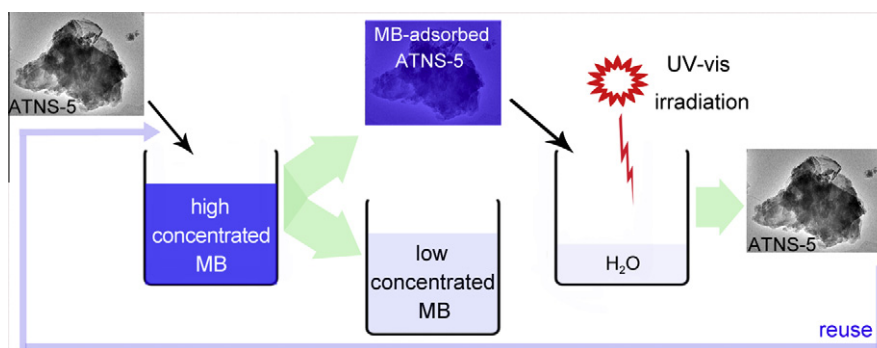 ATNS-5
high
concentrated
MB
MB-adsorbed
ATNS-5
low
concentrated
MB
UV-vis
irradiation
H₂O
ATNS-5
reuse